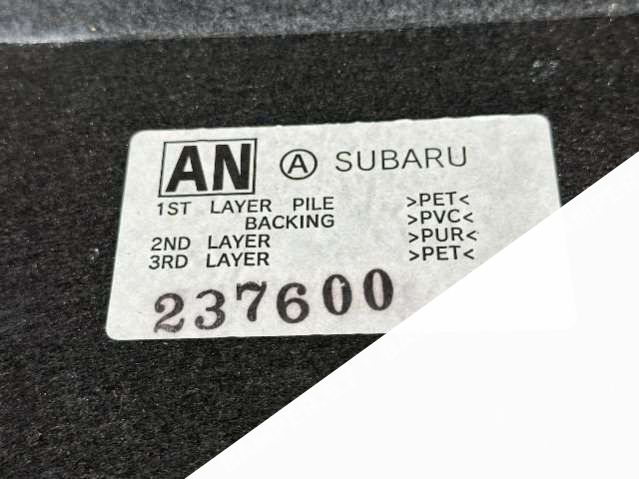 AN Ⓐ SUBARU
1ST LAYER PILE >PET<
BACKING >PVC<
2ND LAYER >PUR<
3RD LAYER >PET<
237600